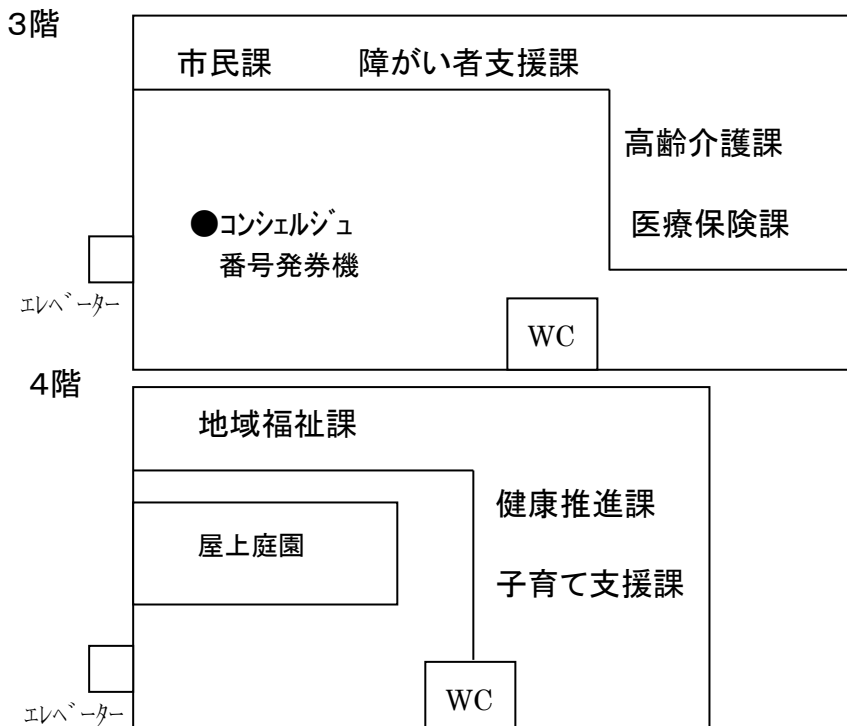 3階
市民課 障がい者支援課
高齢介護課
医療保険課
●コンシェルジュ
番号発券機
エレベーター
WC
4階
地域福祉課
健康推進課
屋上庭園
子育て支援課
WC
エレベーター